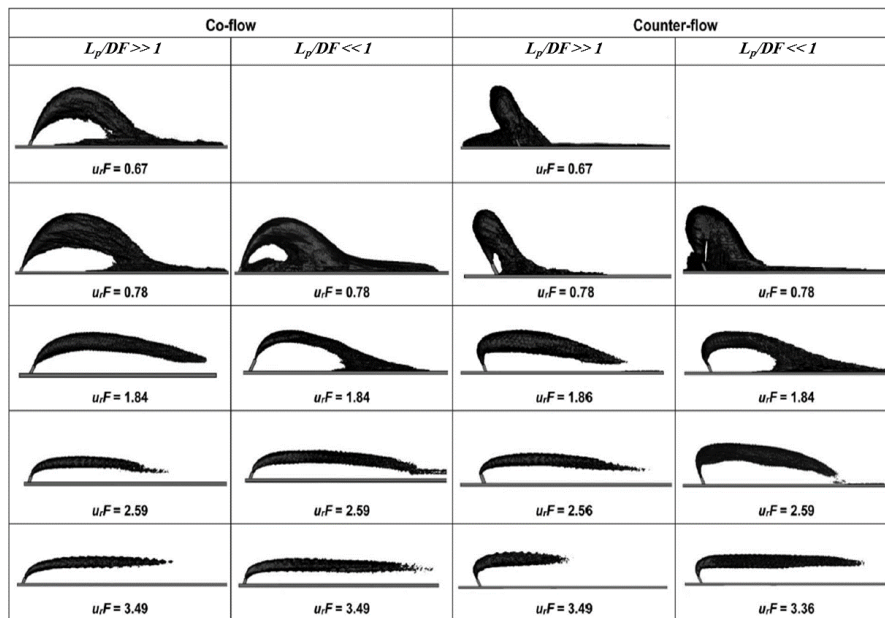 Co-flow Counter-flow
L_p/DF >> 1 L_p/DF << 1 L_p/DF >> 1 L_p/DF << 1
u_rF = 0.67 u_rF = 0.67
u_rF = 0.78 u_rF = 0.78 u_rF = 0.78 u_rF = 0.78
u_rF = 1.84 u_rF = 1.84 u_rF = 1.86 u_rF = 1.84
u_rF = 2.59 u_rF = 2.59 u_rF = 2.56 u_rF = 2.59
u_rF = 3.49 u_rF = 3.49 u_rF = 3.49 u_rF = 3.36